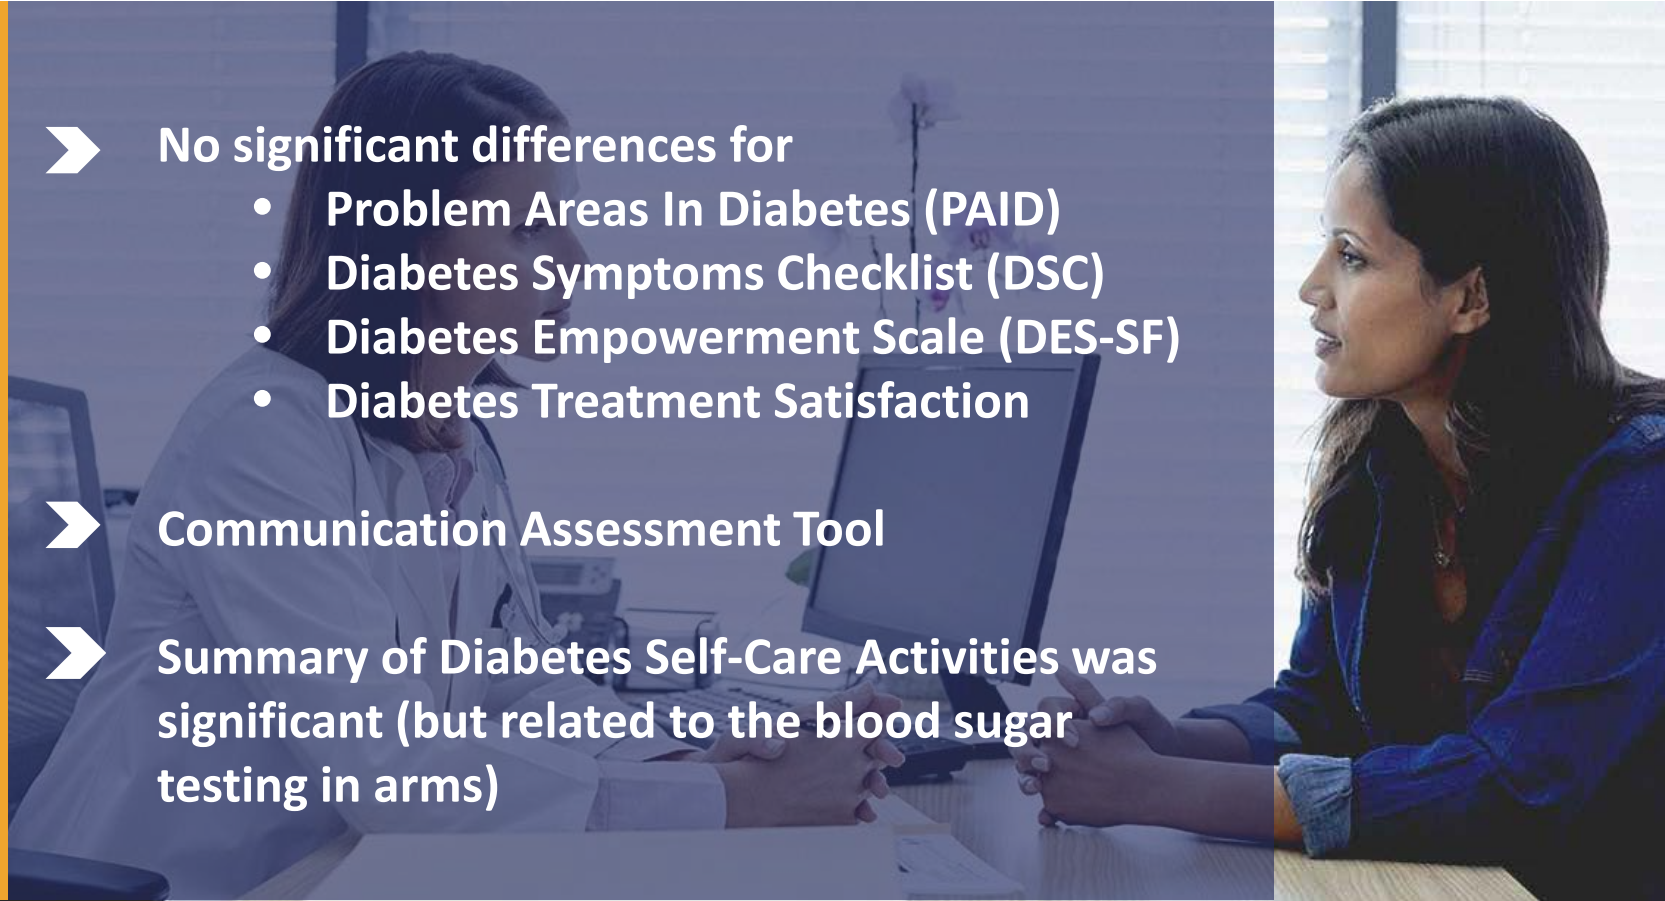 No significant differences for
• Problem Areas In Diabetes (PAID)
• Diabetes Symptoms Checklist (DSC)
• Diabetes Empowerment Scale (DES-SF)
• Diabetes Treatment Satisfaction
Communication Assessment Tool
Summary of Diabetes Self-Care Activities was
significant (but related to the blood sugar
testing in arms)